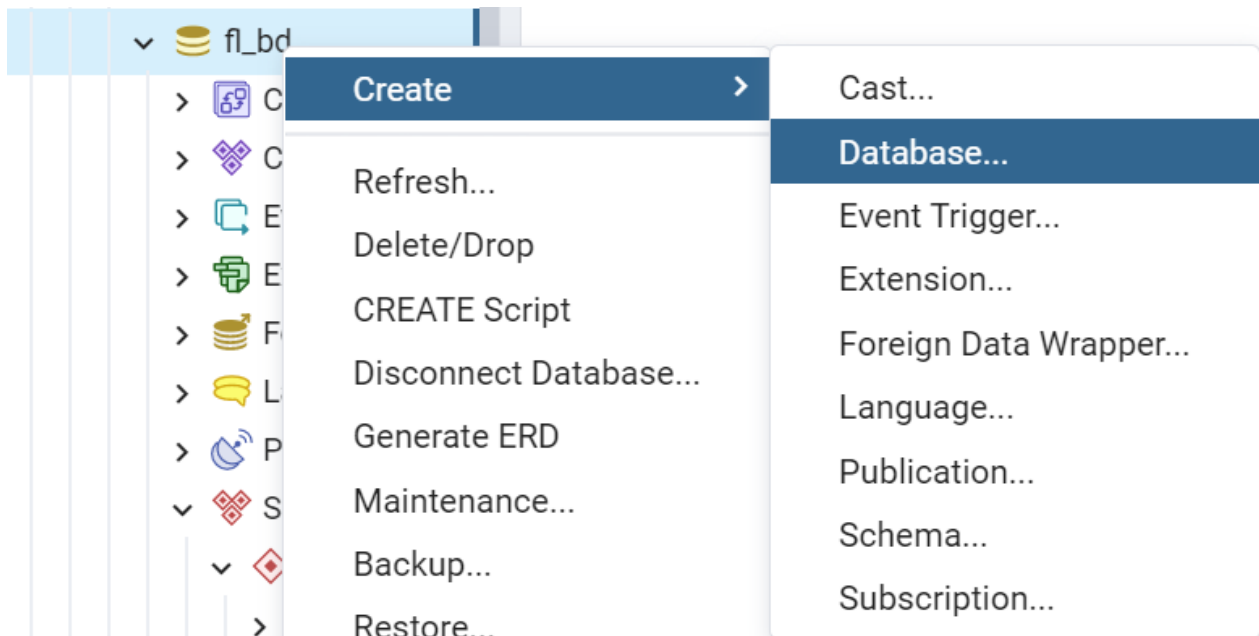 fl_bd
Create
Refresh...
Delete/Drop
CREATE Script
Disconnect Database...
Generate ERD
Maintenance...
Backup...
Restore...
Cast...
Database...
Event Trigger...
Extension...
Foreign Data Wrapper...
Language...
Publication...
Schema...
Subscription...